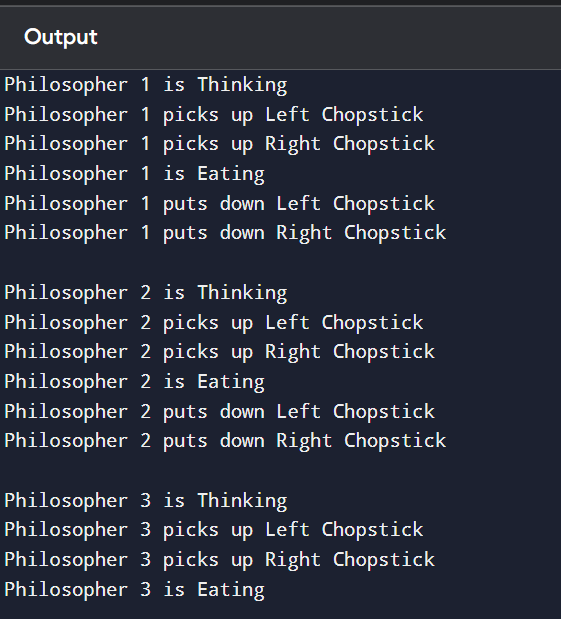 Output
Philosopher 1 is Thinking
Philosopher 1 picks up Left Chopstick
Philosopher 1 picks up Right Chopstick
Philosopher 1 is Eating
Philosopher 1 puts down Left Chopstick
Philosopher 1 puts down Right Chopstick
Philosopher 2 is Thinking
Philosopher 2 picks up Left Chopstick
Philosopher 2 picks up Right Chopstick
Philosopher 2 is Eating
Philosopher 2 puts down Left Chopstick
Philosopher 2 puts down Right Chopstick
Philosopher 3 is Thinking
Philosopher 3 picks up Left Chopstick
Philosopher 3 picks up Right Chopstick
Philosopher 3 is Eating